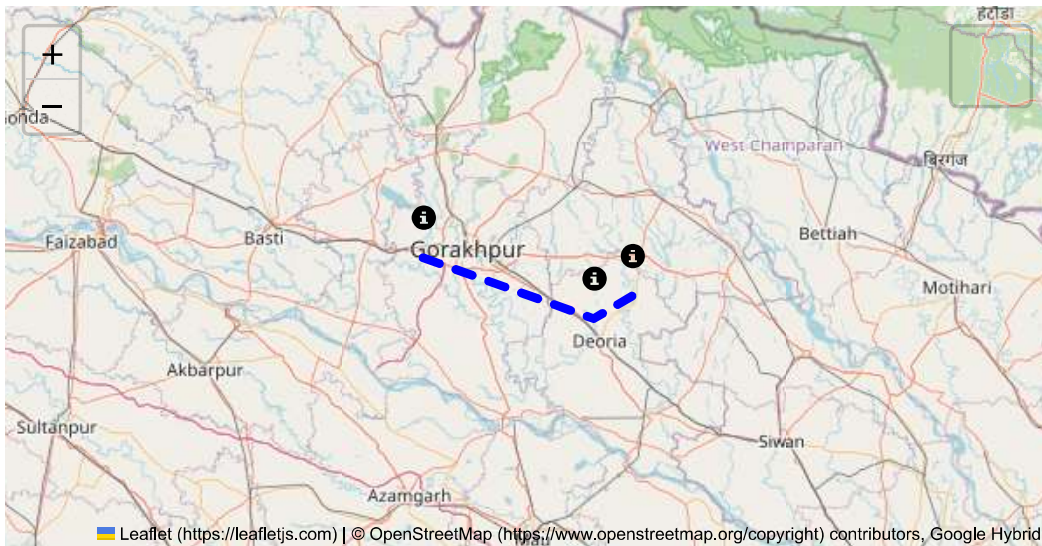 हेटौडा
+
−
onda
West Champaran
बिरगंज
Bettiah
Faizabad
Basti
Gorakhpur
Motihari
Deoria
Akbarpur
Sultanpur
Siwan
Azamgarh
Leaflet (https://leafletjs.com) | © OpenStreetMap (https://www.openstreetmap.org/copyright) contributors, Google Hybrid
Mau